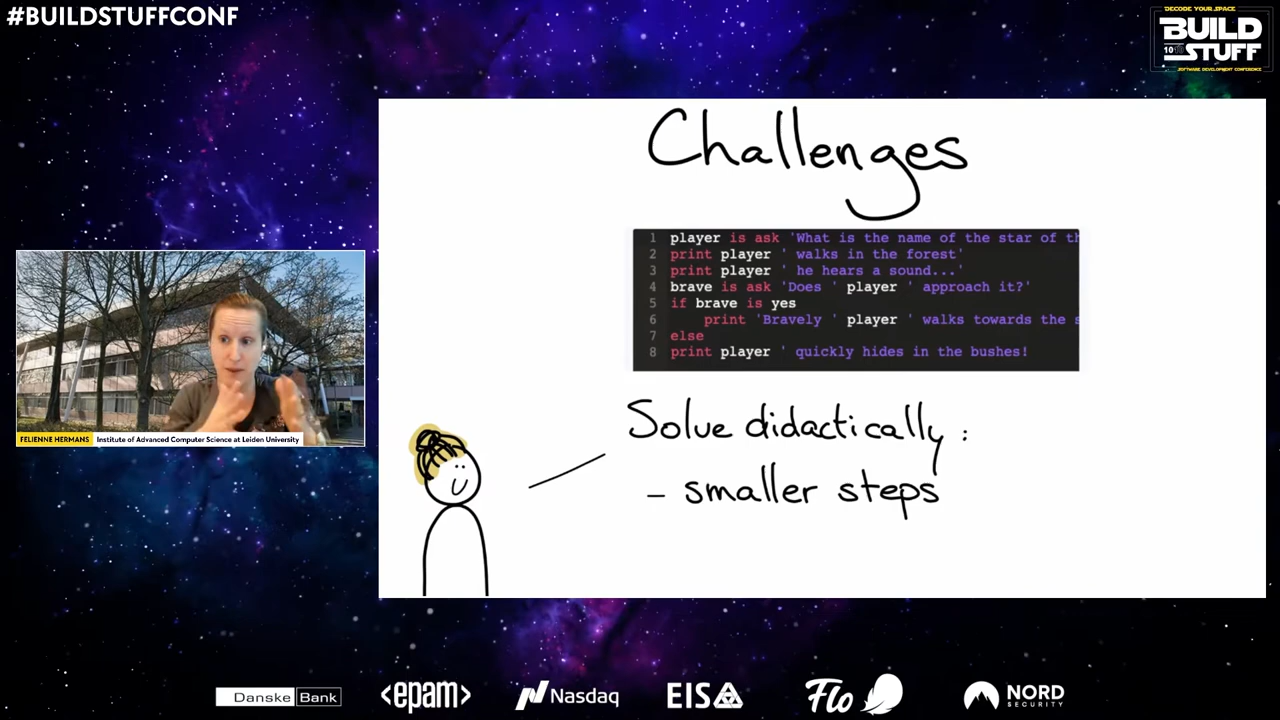 #BUILDSTUFFCONF
DECODE YOUR SPACE
BUILD
STUFF
SOFTWARE DEVELOPMENT CONFERENCE
Challenges
1 player is ask 'What is the name of the star of th
2 print player ' walks in the forest'
3 print player ' he hears a sound...'
4 brave is ask 'Does ' player ' approach it?'
5 if brave is yes
6 print 'Bravely ' player ' walks towards the s
7 else
8 print player ' quickly hides in the bushes!
Solve didactically :
- smaller steps
FELIENNE HERMANS Institute of Advanced Computer Science at Leiden University
Danske Bank
<epam>
Nasdaq
EIS
Flo
NORD
SECURITY